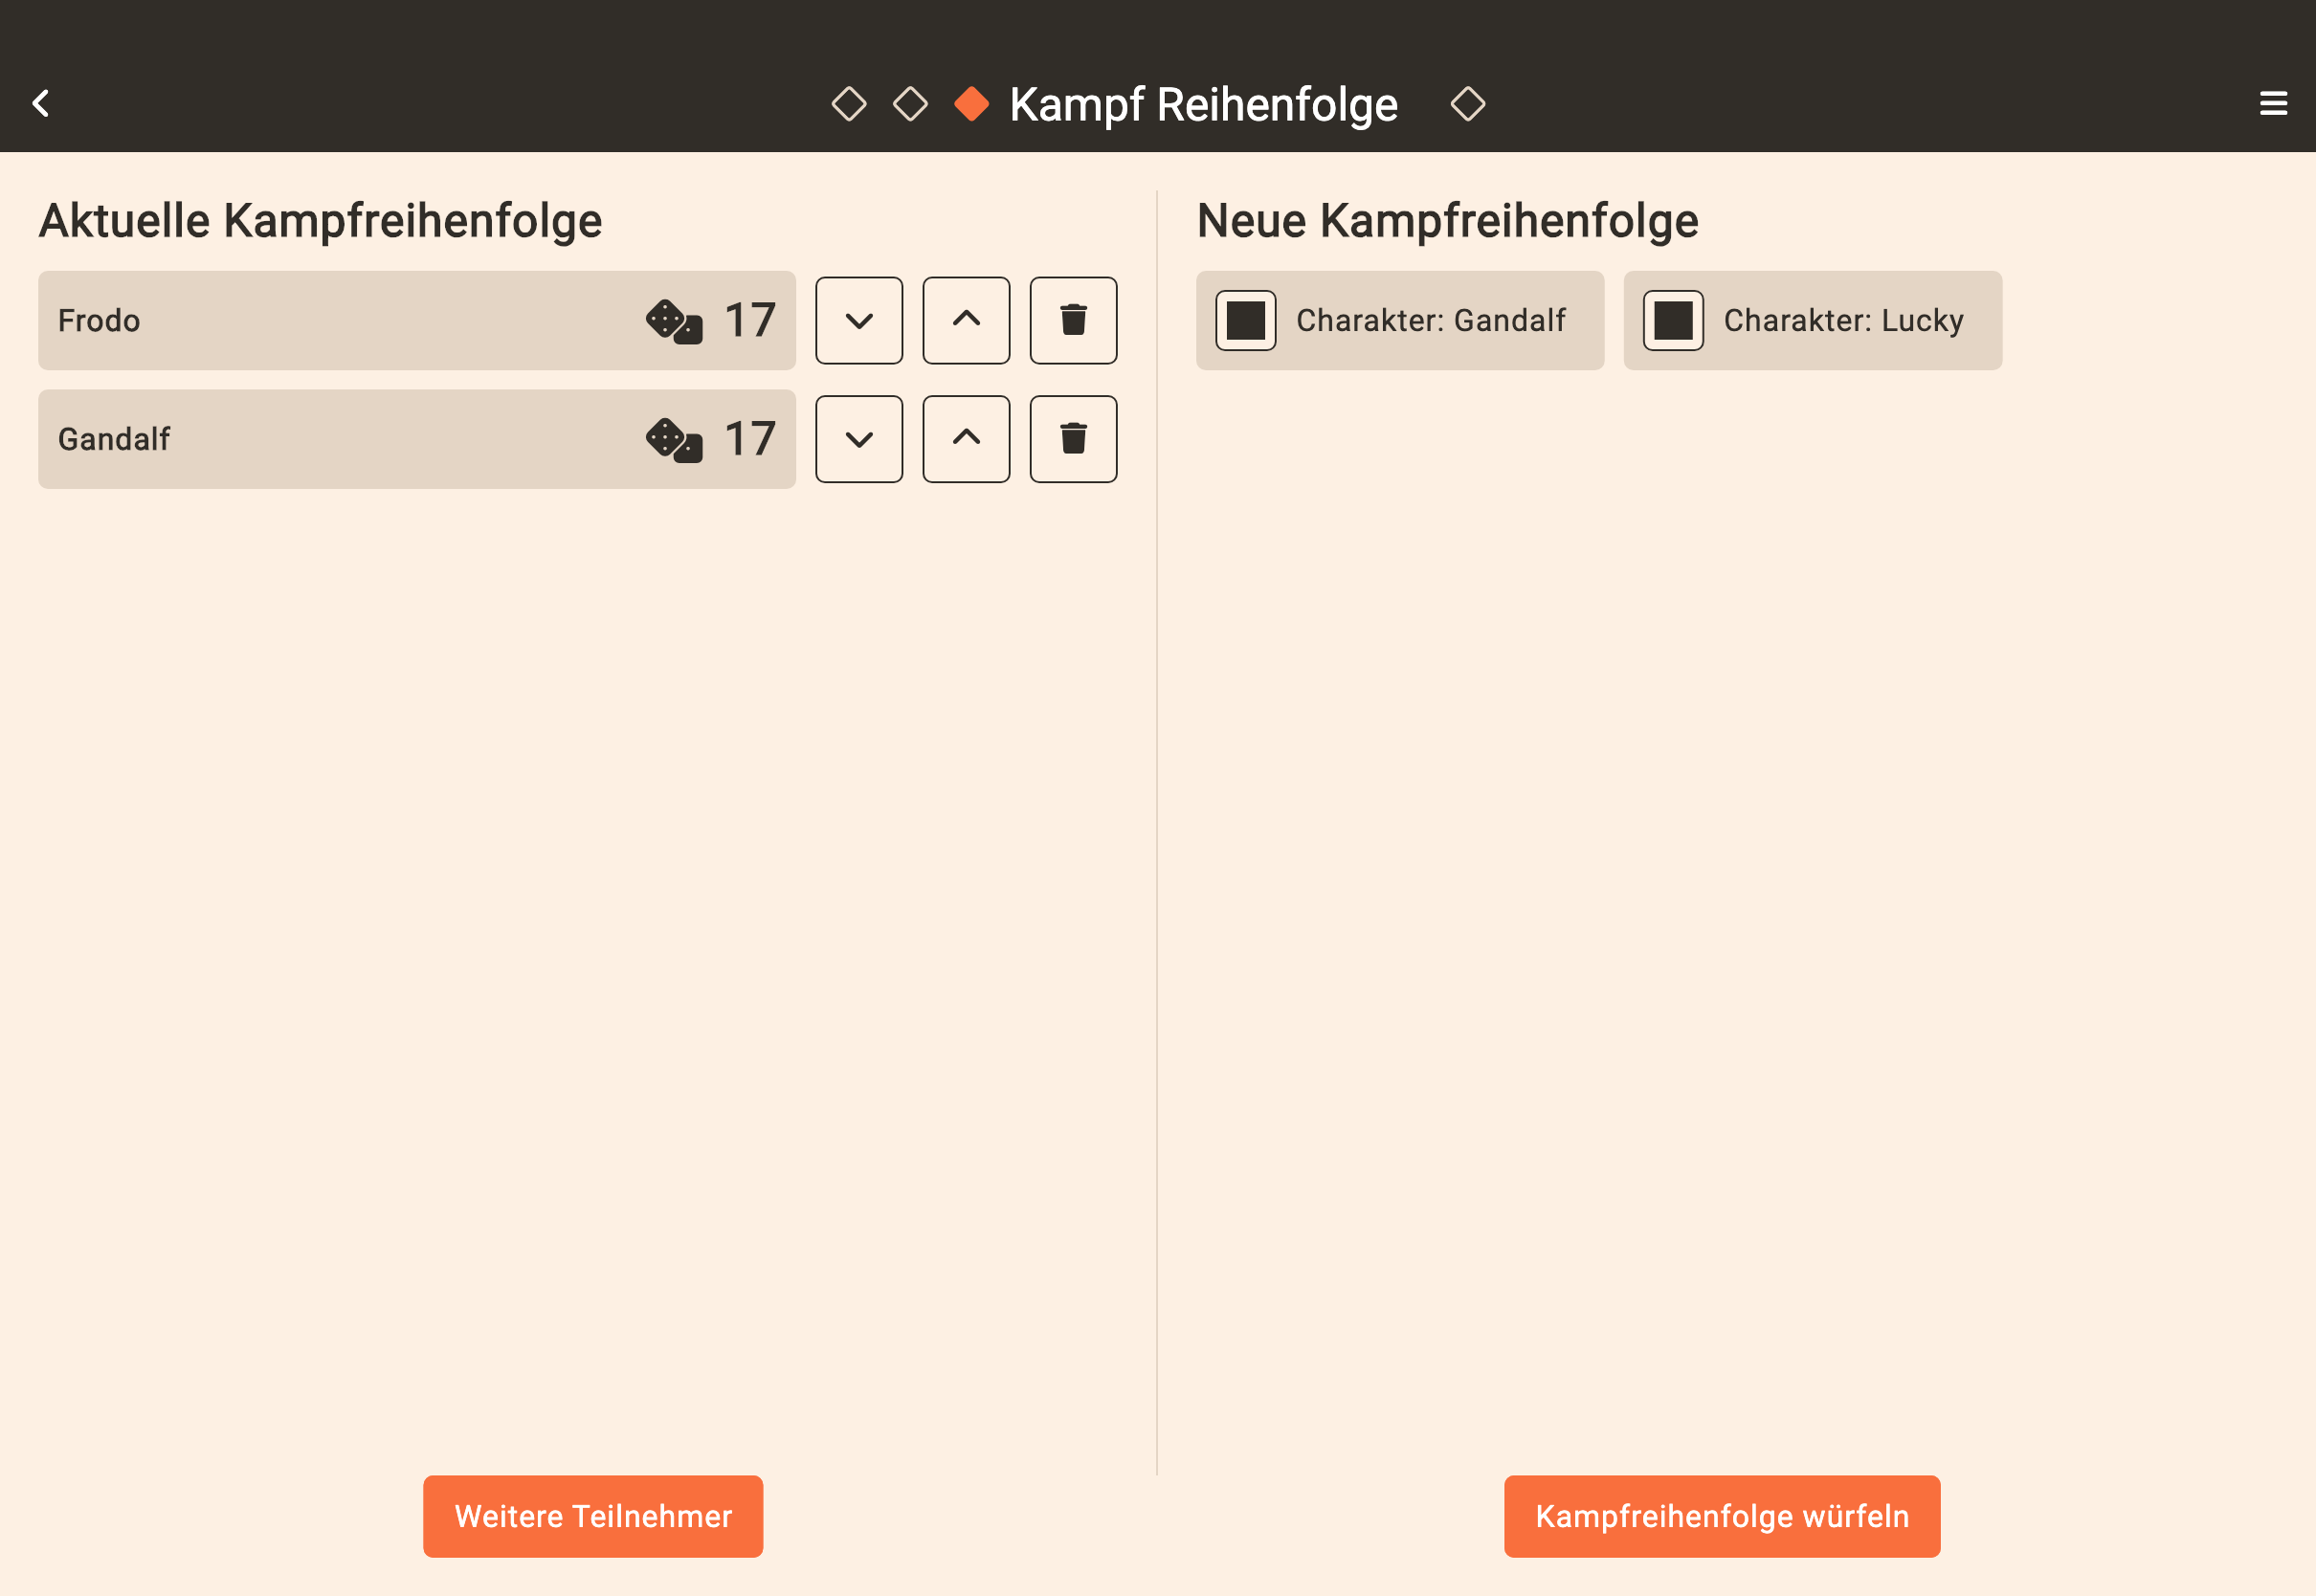 Kampf Reihenfolge
Aktuelle Kampfreihenfolge
Frodo 17
Gandalf 17
Weitere Teilnehmer
Neue Kampfreihenfolge
Charakter: Gandalf
Charakter: Lucky
Kampfreihenfolge würfeln